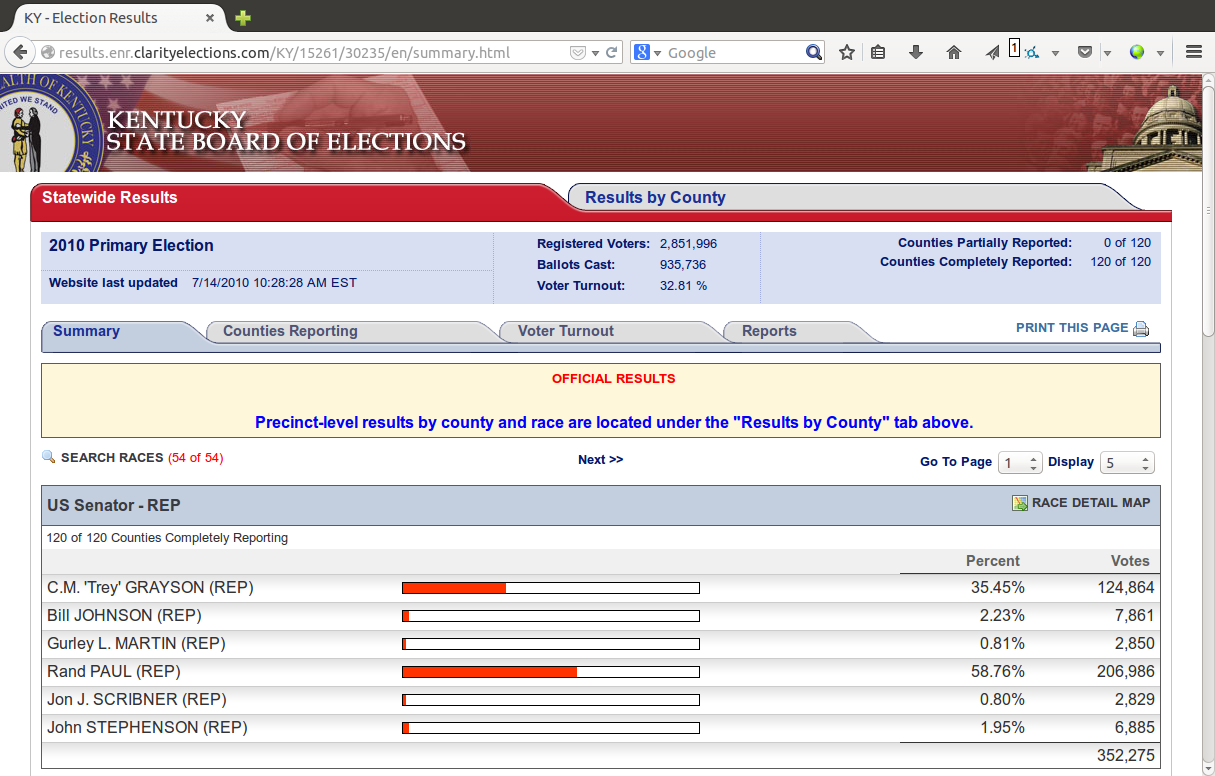 KY - Election Results
results.enr.clarityelections.com/KY/15261/30235/en/summary.html
Google
1
UNITED WE STAND
KENTUCKY
STATE BOARD OF ELECTIONS
Statewide Results
Results by County
2010 Primary Election
Website last updated 7/14/2010 10:28:28 AM EST
Registered Voters: 2,851,996
Ballots Cast: 935,736
Voter Turnout: 32.81 %
Counties Partially Reported: 0 of 120
Counties Completely Reported: 120 of 120
Summary
Counties Reporting
Voter Turnout
Reports
PRINT THIS PAGE
OFFICIAL RESULTS
Precinct-level results by county and race are located under the "Results by County" tab above.
SEARCH RACES (54 of 54)
Next >>
Go To Page 1 Display 5
US Senator - REP
RACE DETAIL MAP
120 of 120 Counties Completely Reporting
Percent Votes
C.M. 'Trey' GRAYSON (REP) 35.45% 124,864
Bill JOHNSON (REP) 2.23% 7,861
Gurley L. MARTIN (REP) 0.81% 2,850
Rand PAUL (REP) 58.76% 206,986
Jon J. SCRIBNER (REP) 0.80% 2,829
John STEPHENSON (REP) 1.95% 6,885
352,275